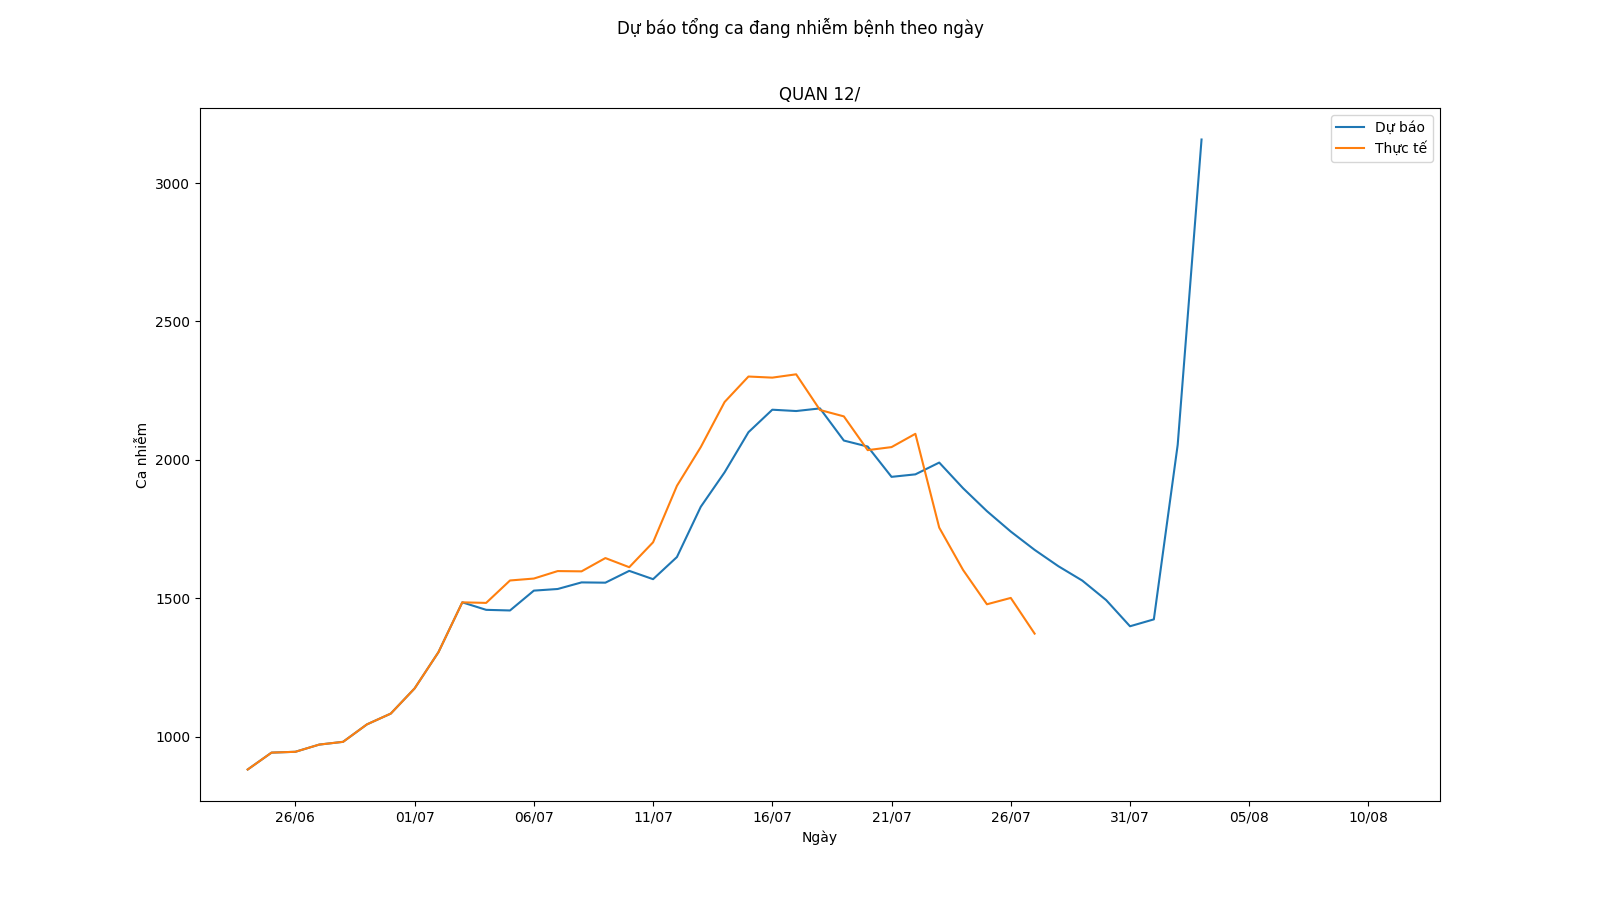 Dự báo tổng ca đang nhiễm bệnh theo ngày
QUAN 12/
Dự báo
Thực tế
3000
2500
2000
1500
1000
Ca nhiễm
26/06 01/07 06/07 11/07 16/07 21/07 26/07 31/07 05/08 10/08
Ngày